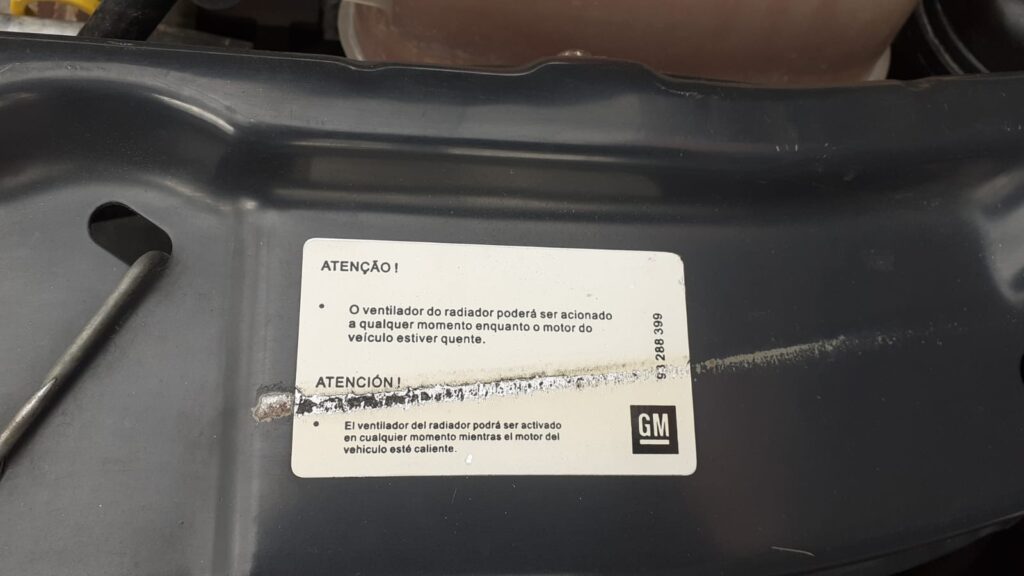 ATENÇÃO !
• O ventilador do radiador poderá ser acionado
a qualquer momento enquanto o motor do
veículo estiver quente.
93 288 399
ATENCIÓN !
• El ventilador del radiador podrá ser activado
en cualquier momento mientras el motor del
vehiculo esté caliente.
GM